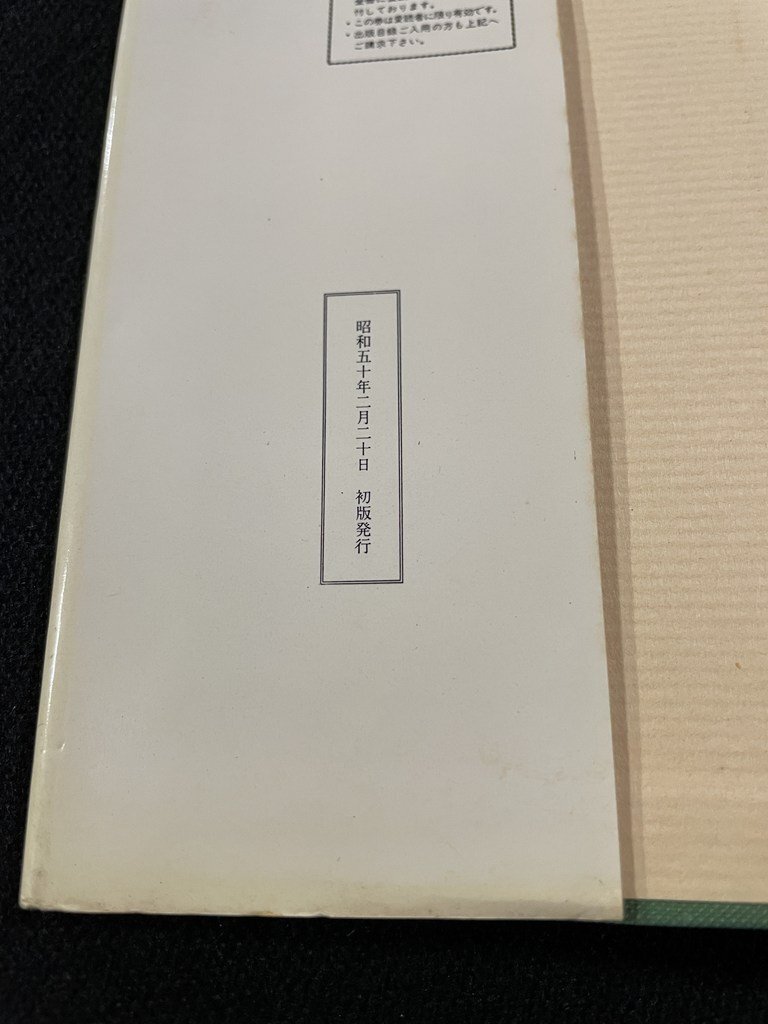 付しております。
・この券は愛読者に限り有効です。
・出版目録ご入用の方も上記へ
ご請求下さい。
昭和五十年二月二十日　初版発行